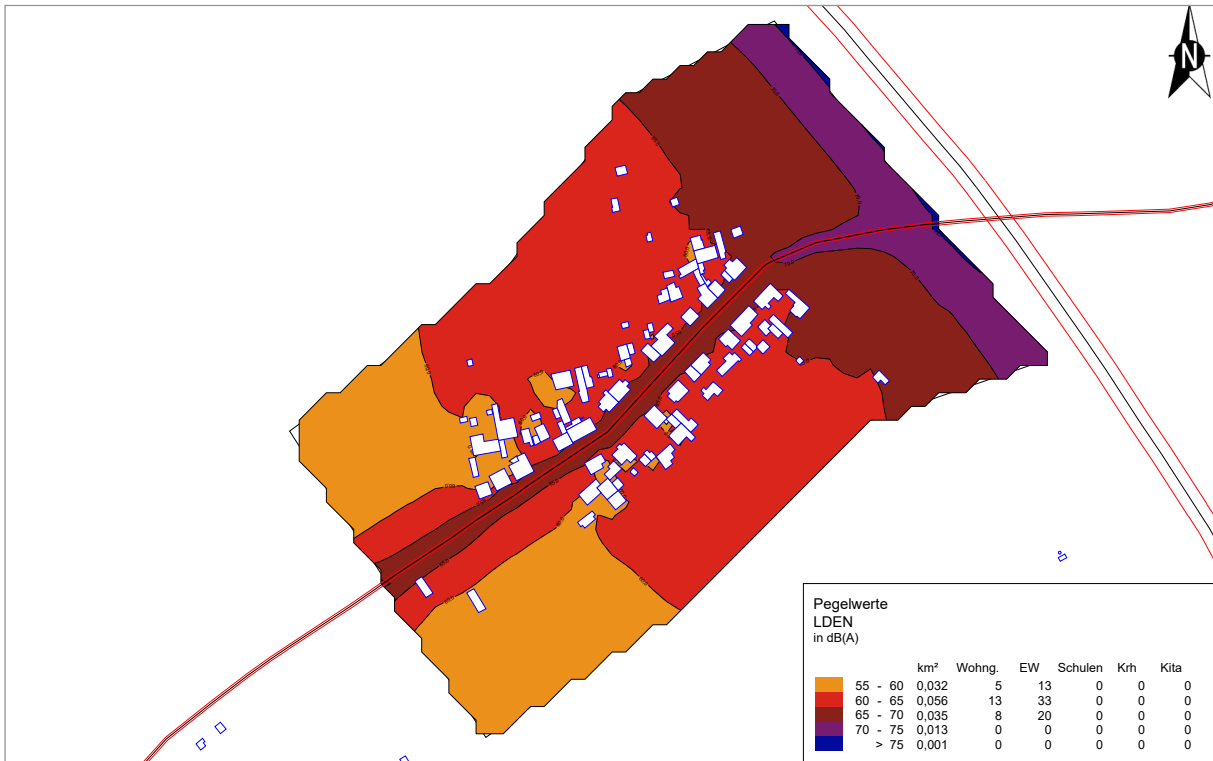 N
Pegelwerte
LDEN
in dB(A)
km² Wohng. EW Schulen Krh Kita
55 - 60 0,032 5 13 0 0 0
60 - 65 0,056 13 33 0 0 0
65 - 70 0,035 8 20 0 0 0
70 - 75 0,013 0 0 0 0 0
> 75 0,001 0 0 0 0 0